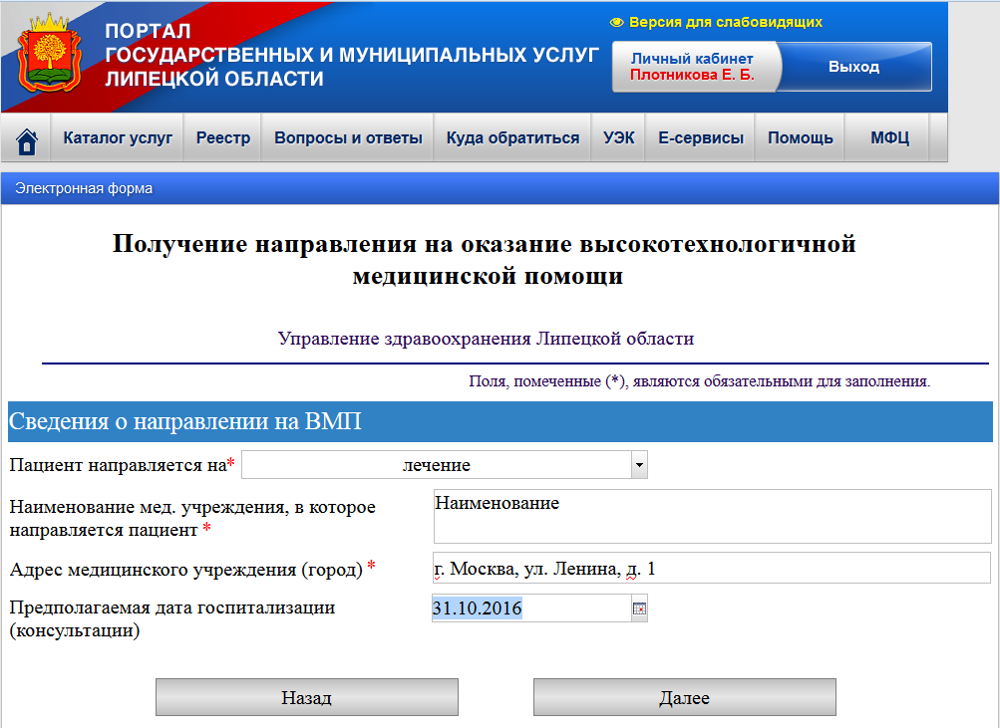 ПОРТАЛ
ГОСУДАРСТВЕННЫХ И МУНИЦИПАЛЬНЫХ УСЛУГ
ЛИПЕЦКОЙ ОБЛАСТИ
Версия для слабовидящих
Личный кабинет
Плотникова Е. Б.
Выход
Каталог услуг Реестр Вопросы и ответы Куда обратиться УЭК Е-сервисы Помощь МФЦ
Электронная форма
Получение направления на оказание высокотехнологичной
медицинской помощи
Управление здравоохранения Липецкой области
Поля, помеченные (*), являются обязательными для заполнения.
Сведения о направлении на ВМП
Пациент направляется на* лечение
Наименование мед. учреждения, в которое
направляется пациент *
Наименование
Адрес медицинского учреждения (город) * г. Москва, ул. Ленина, д. 1
Предполагаемая дата госпитализации
(консультации)
31.10.2016
Назад Далее